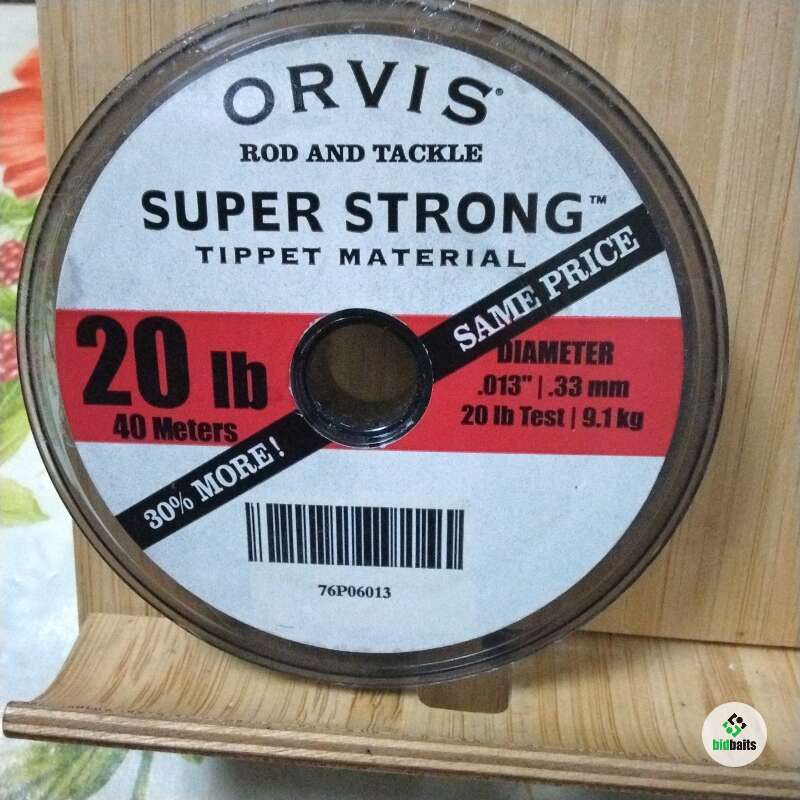 ORVIS®
ROD AND TACKLE
SUPER STRONG™
TIPPET MATERIAL
SAME PRICE
20 lb
40 Meters
DIAMETER
.013" | .33 mm
20 lb Test | 9.1 kg
30% MORE!
76P06013
bidbaits